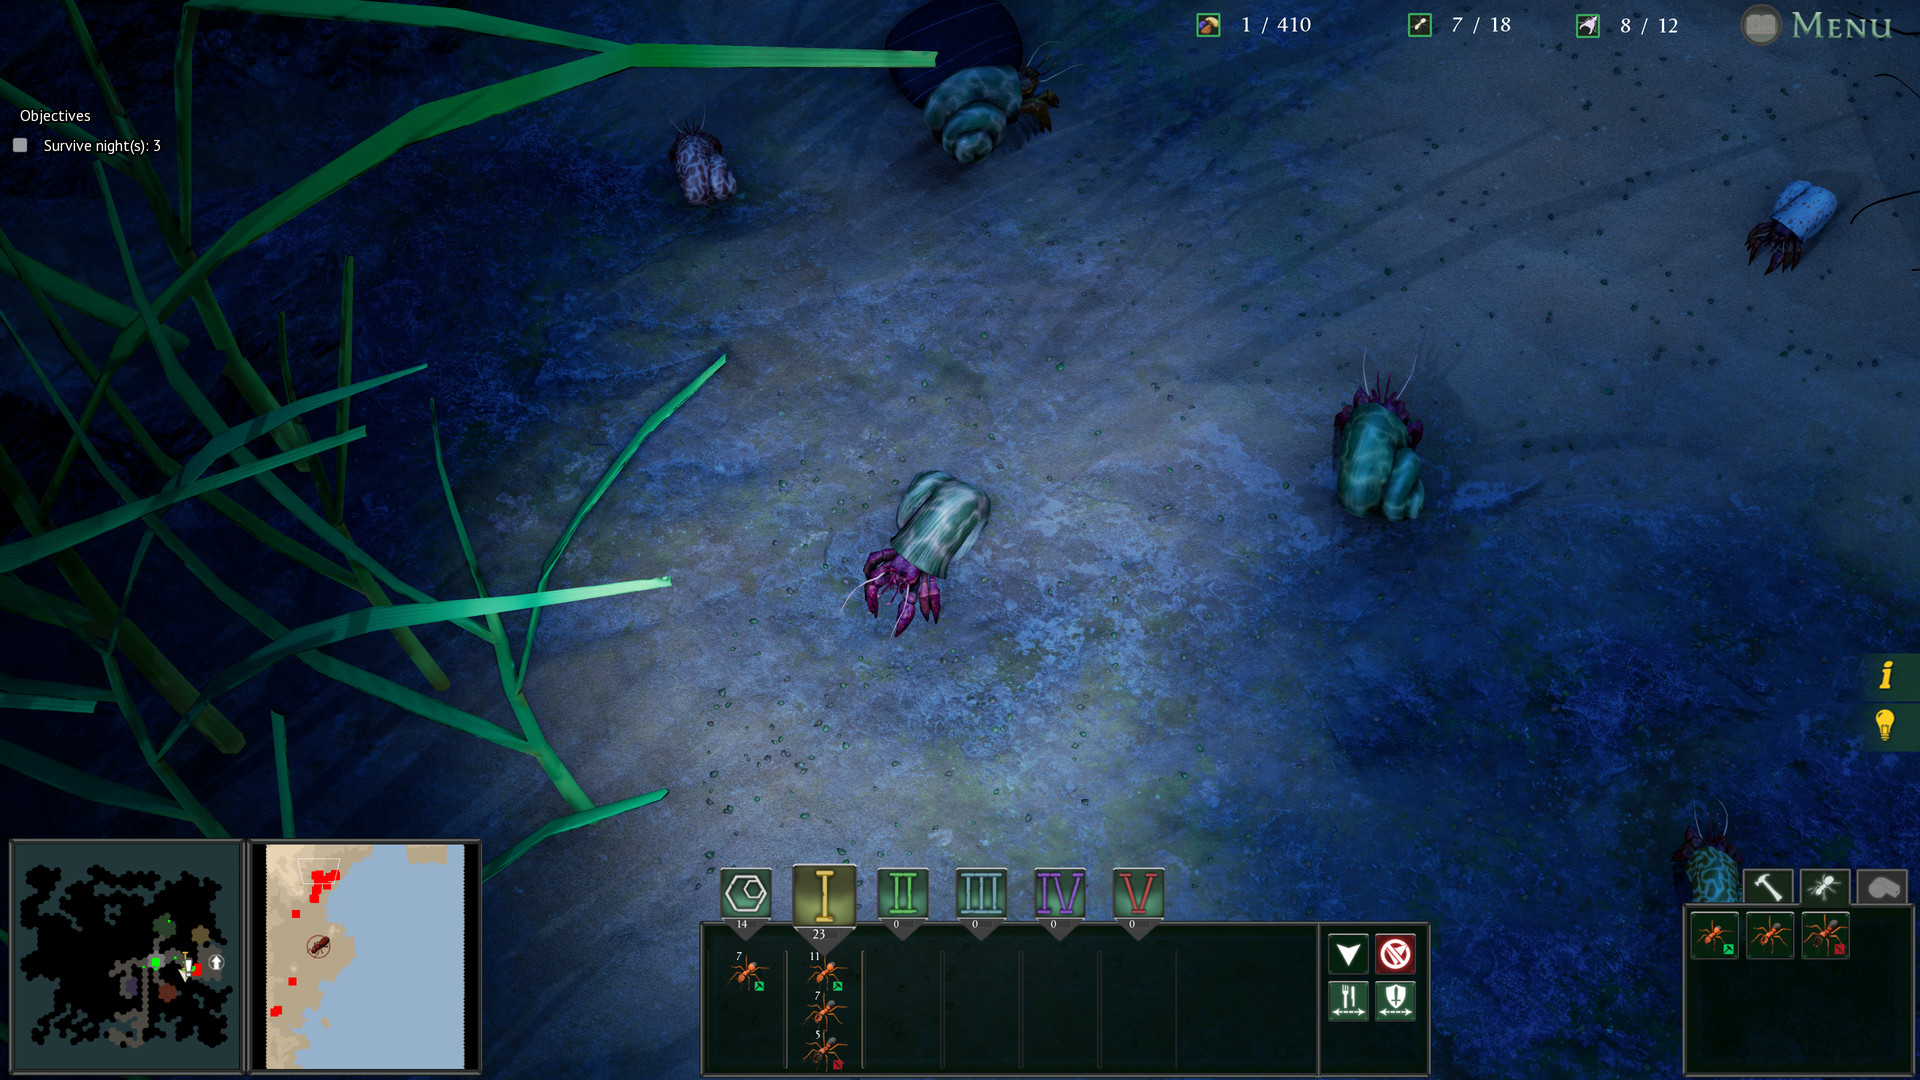 1 / 410
7 / 18
8 / 12
MENU
Objectives
Survive night(s): 3
i
I
II
III
IV
V
14
23
0
0
0
0
7
11
7
5